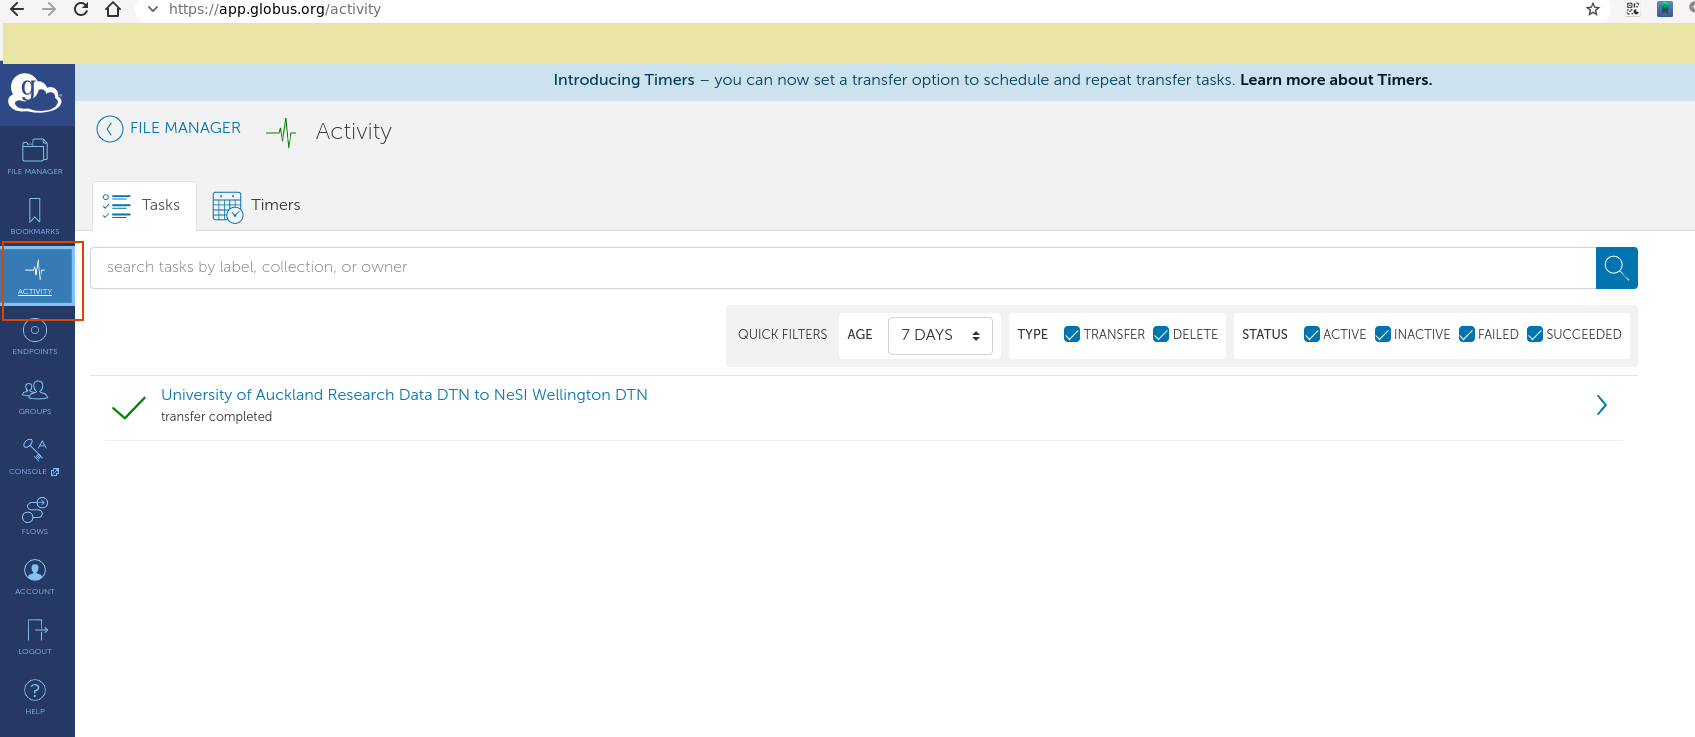 https://app.globus.org/activity
Introducing Timers – you can now set a transfer option to schedule and repeat transfer tasks. Learn more about Timers.
g
FILE MANAGER
Activity
FILE MANAGER
BOOKMARKS
ACTIVITY
ENDPOINTS
GROUPS
CONSOLE
FLOWS
ACCOUNT
LOGOUT
HELP
Tasks
Timers
search tasks by label, collection, or owner
QUICK FILTERS AGE 7 DAYS TYPE TRANSFER DELETE STATUS ACTIVE INACTIVE FAILED SUCCEEDED
University of Auckland Research Data DTN to NeSI Wellington DTN
transfer completed